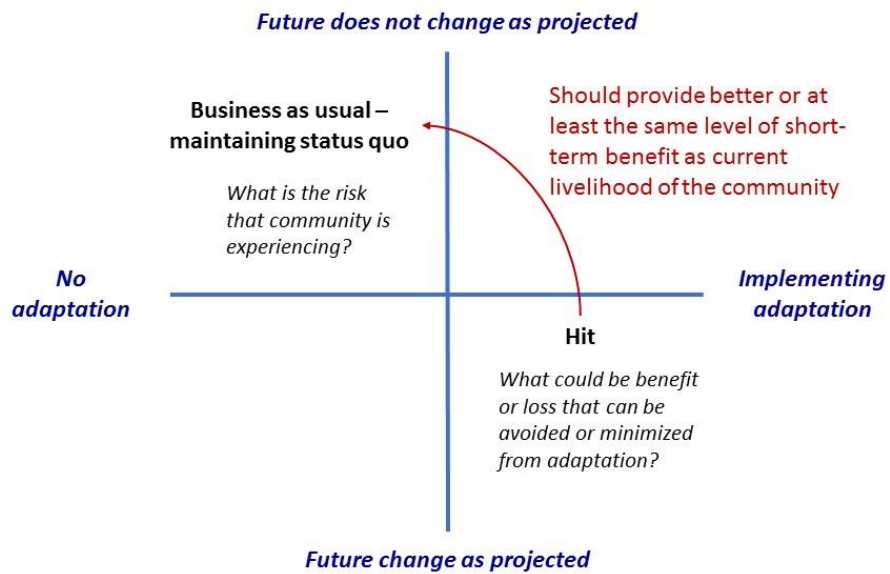 Future does not change as projected
Business as usual –
maintaining status quo
What is the risk
that community is
experiencing?
Should provide better or at
least the same level of short-
term benefit as current
livelihood of the community
No
adaptation
Implementing
adaptation
Hit
What could be benefit
or loss that can be
avoided or minimized
from adaptation?
Future change as projected